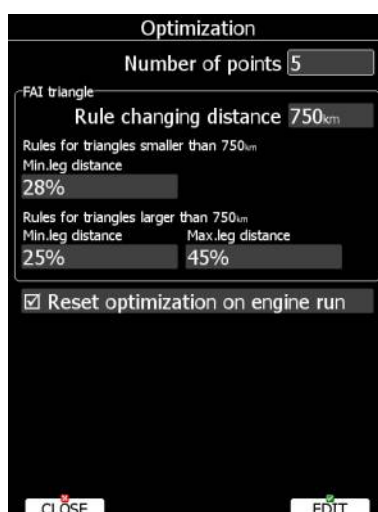 Optimization
Number of points 5
FAI triangle
Rule changing distance 750km
Rules for triangles smaller than 750km
Min.leg distance
28%
Rules for triangles larger than 750km
Min.leg distance Max.leg distance
25% 45%
Reset optimization on engine run
CLOSE EDIT